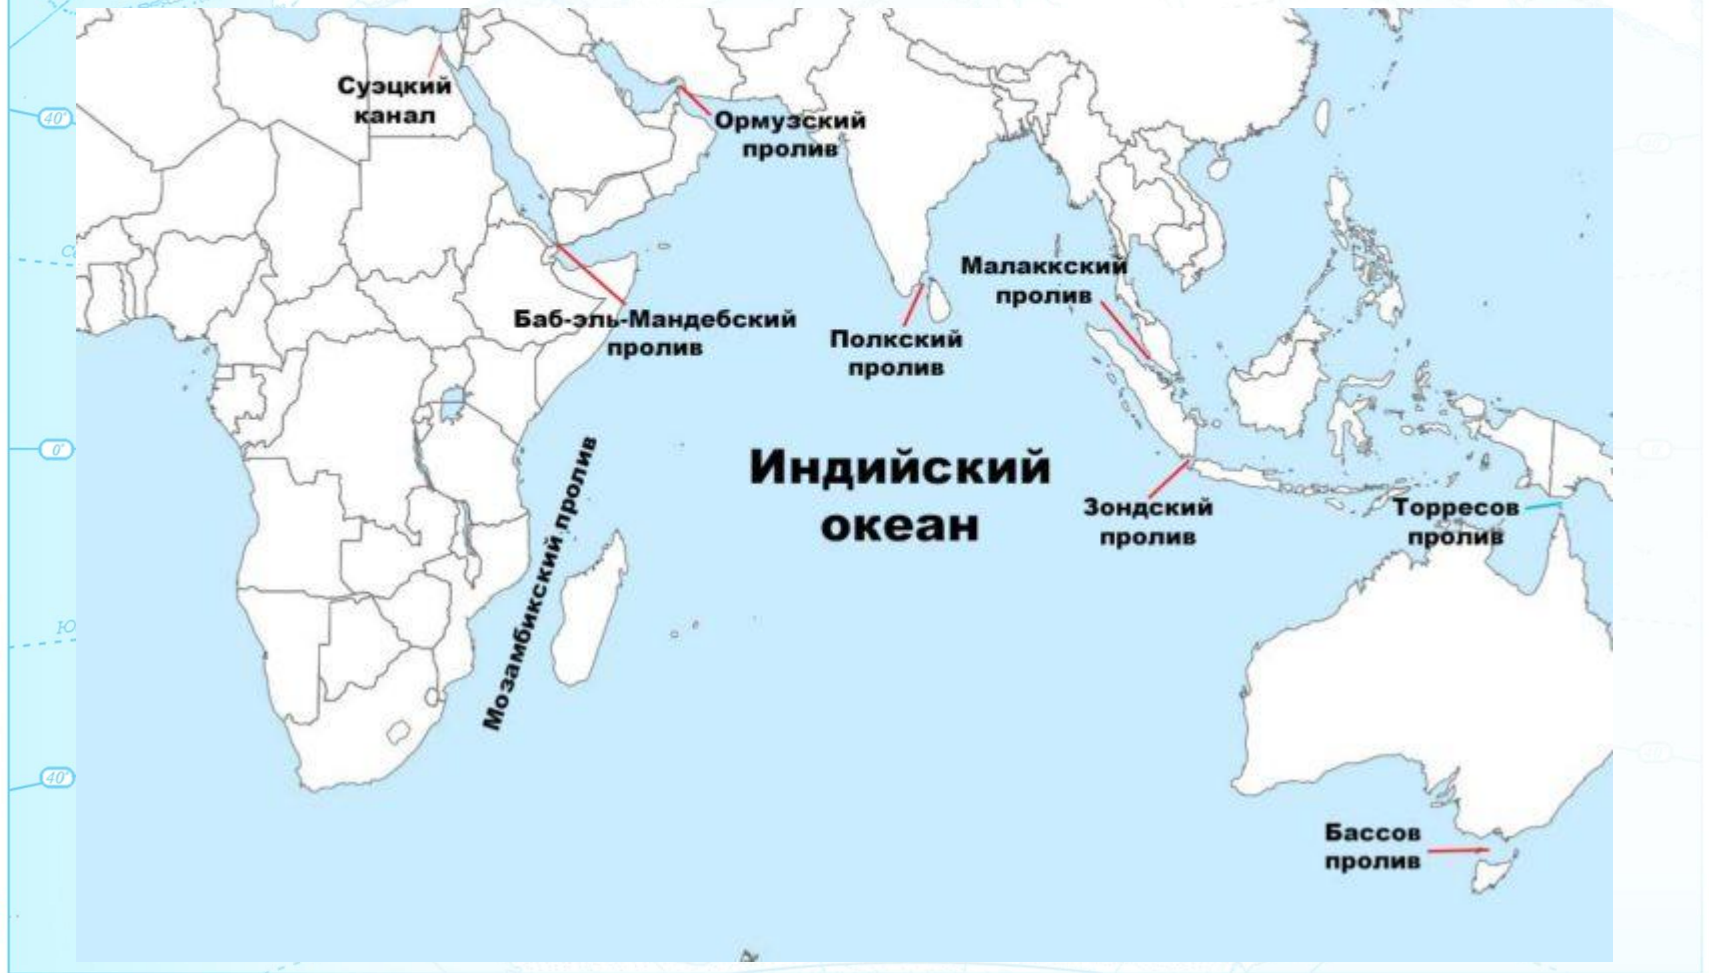 Суэцкий
канал
Ормузский
пролив
Баб-эль-Мандебский
пролив
Полкский
пролив
Малаккский
пролив
Мозамбикский пролив
Индийский
океан
Зондский
пролив
Торресов
пролив
Бассов
пролив
40°
0°
Ю
40°